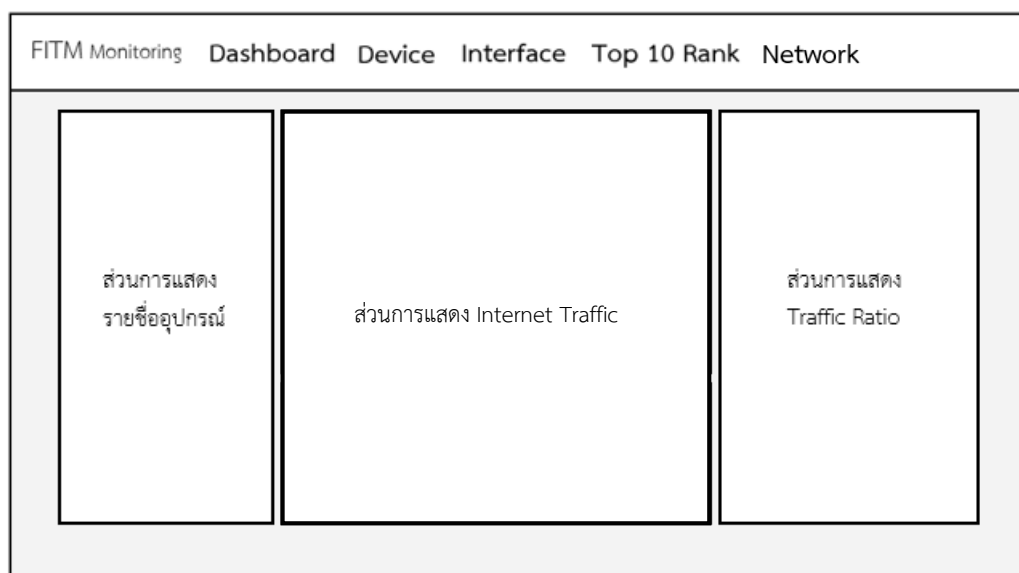 FITM Monitoring Dashboard Device Interface Top 10 Rank Network
ส่วนการแสดง
รายชื่ออุปกรณ์
ส่วนการแสดง Internet Traffic
ส่วนการแสดง
Traffic Ratio